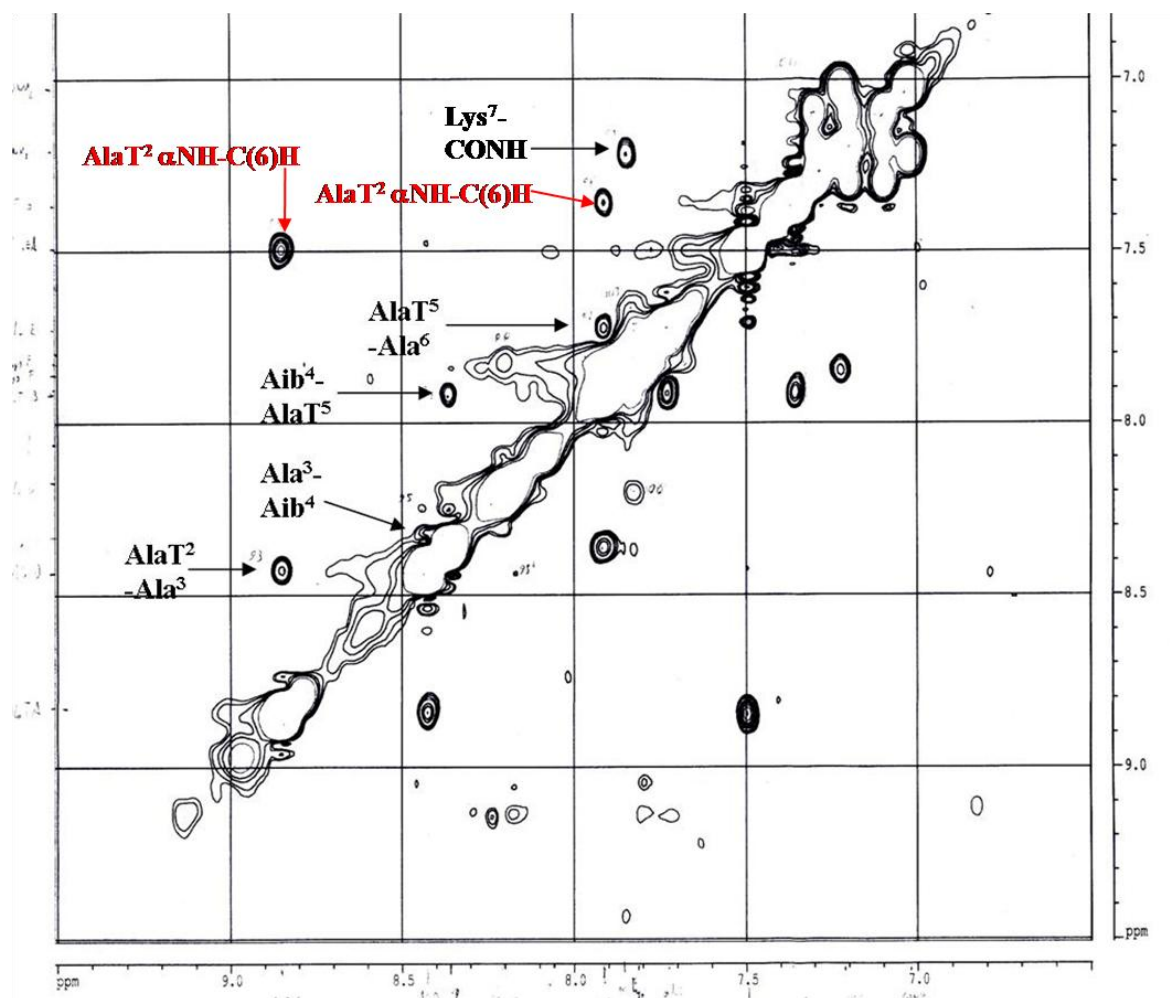 7.0
Lys⁷-
CONH
AlaT² αNH-C(6)H
AlaT² αNH-C(6)H
7.5
AlaT⁵
-Ala⁶
Aib⁴-
AlaT⁵
8.0
Ala³-
Aib⁴
93
AlaT²
-Ala³
8.5
9.0
ppm
ppm 9.0 8.5 8.0 7.5 7.0